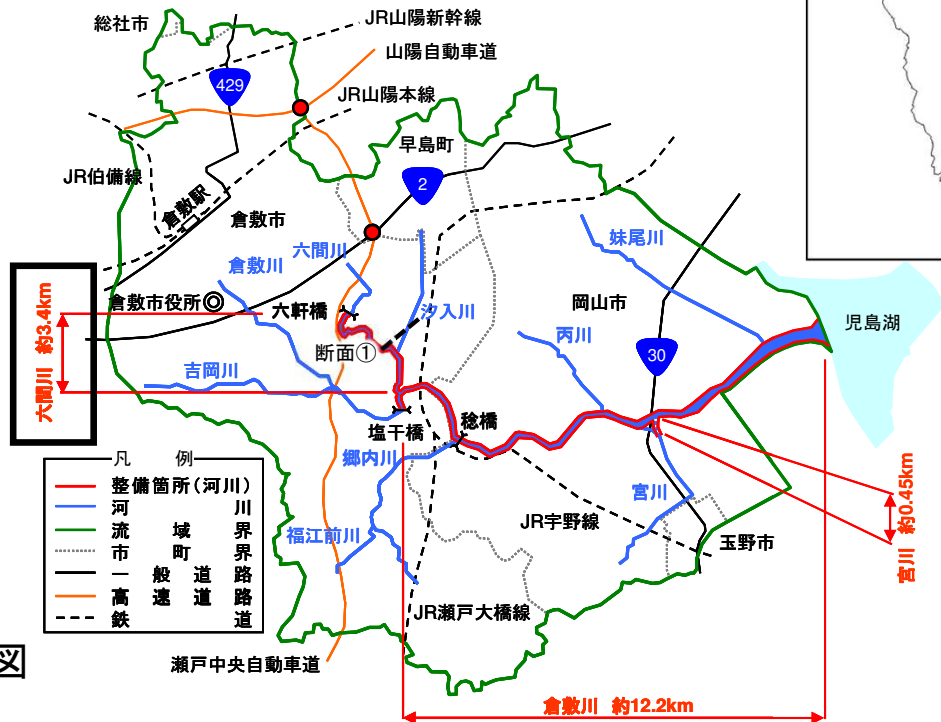 総社市
JR山陽新幹線
山陽自動車道
429
JR山陽本線
早島町
JR伯備線
2
倉敷駅
倉敷市
六間川
妹尾川
倉敷川
倉敷市役所
六軒橋
汐入川
岡山市
児島湖
断面①
丙川
30
六間川 約3.4km
吉岡川
塩干橋
稔橋
郷内川
凡 例
整備箇所(河川)
河 川
流 域 界
市 町 界
一 般 道 路
高 速 道 路
鉄 道
福江前川
宮川
JR宇野線
玉野市
宮川 約0.45km
JR瀬戸大橋線
図
瀬戸中央自動車道
倉敷川 約12.2km